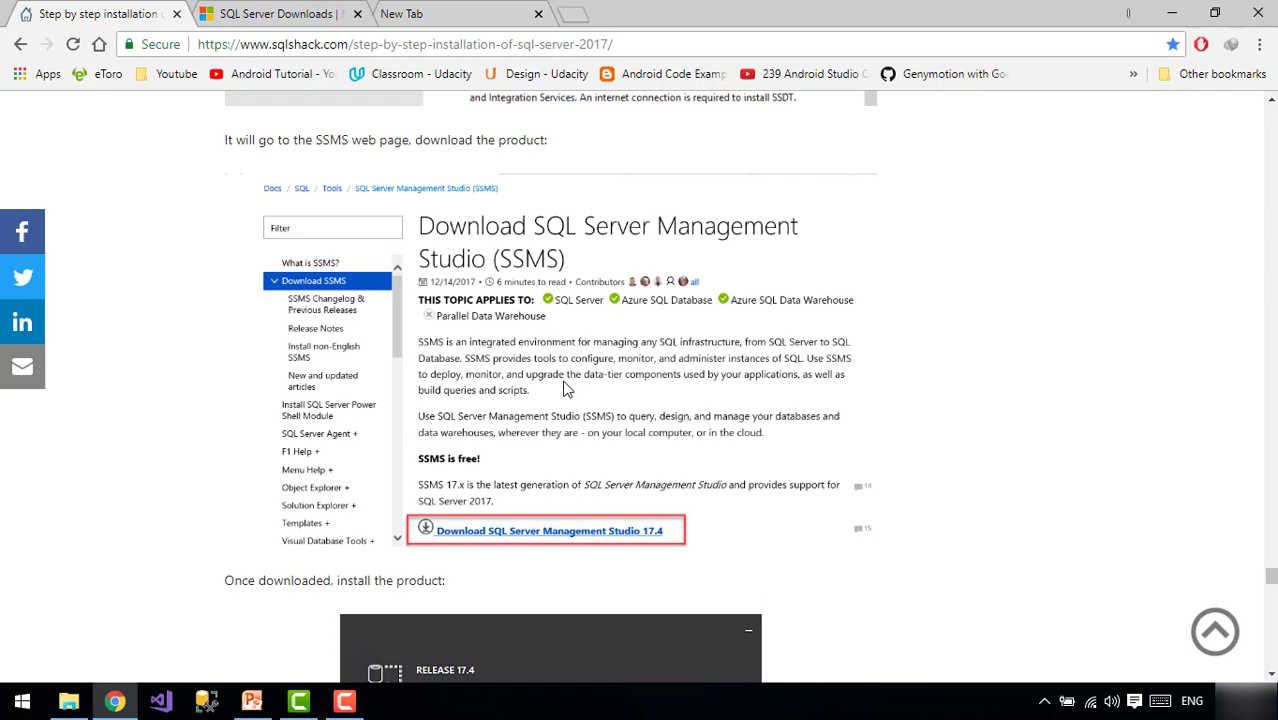 Step by step installation
SQL Server Downloads |
New Tab
Secure
https://www.sqlshack.com/step-by-step-installation-of-sql-server-2017/
Apps
eToro
Youtube
Android Tutorial - Yo
Classroom - Udacity
Design - Udacity
Android Code Examp
239 Android Studio C
Genymotion with Go
»
Other bookmarks
and Integration Services. An internet connection is required to install SSDT.
It will go to the SSMS web page, download the product:
Docs / SQL / Tools / SQL Server Management Studio (SSMS)
Filter
What is SSMS?
Download SSMS
SSMS Changelog &
Previous Releases
Release Notes
Install non-English
SSMS
New and updated
articles
Install SQL Server Power
Shell Module
SQL Server Agent +
F1 Help +
Menu Help +
Object Explorer +
Solution Explorer +
Templates +
Visual Database Tools +
Download SQL Server Management
Studio (SSMS)
12/14/2017 • 6 minutes to read • Contributors all
THIS TOPIC APPLIES TO: SQL Server Azure SQL Database Azure SQL Data Warehouse
Parallel Data Warehouse
SSMS is an integrated environment for managing any SQL infrastructure, from SQL Server to SQL
Database. SSMS provides tools to configure, monitor, and administer instances of SQL. Use SSMS
to deploy, monitor, and upgrade the data-tier components used by your applications, as well as
build queries and scripts.
Use SQL Server Management Studio (SSMS) to query, design, and manage your databases and
data warehouses, wherever they are - on your local computer, or in the cloud.
SSMS is free!
SSMS 17.x is the latest generation of SQL Server Management Studio and provides support for
SQL Server 2017.
14
Download SQL Server Management Studio 17.4
15
Once downloaded, install the product:
RELEASE 17.4
ENG